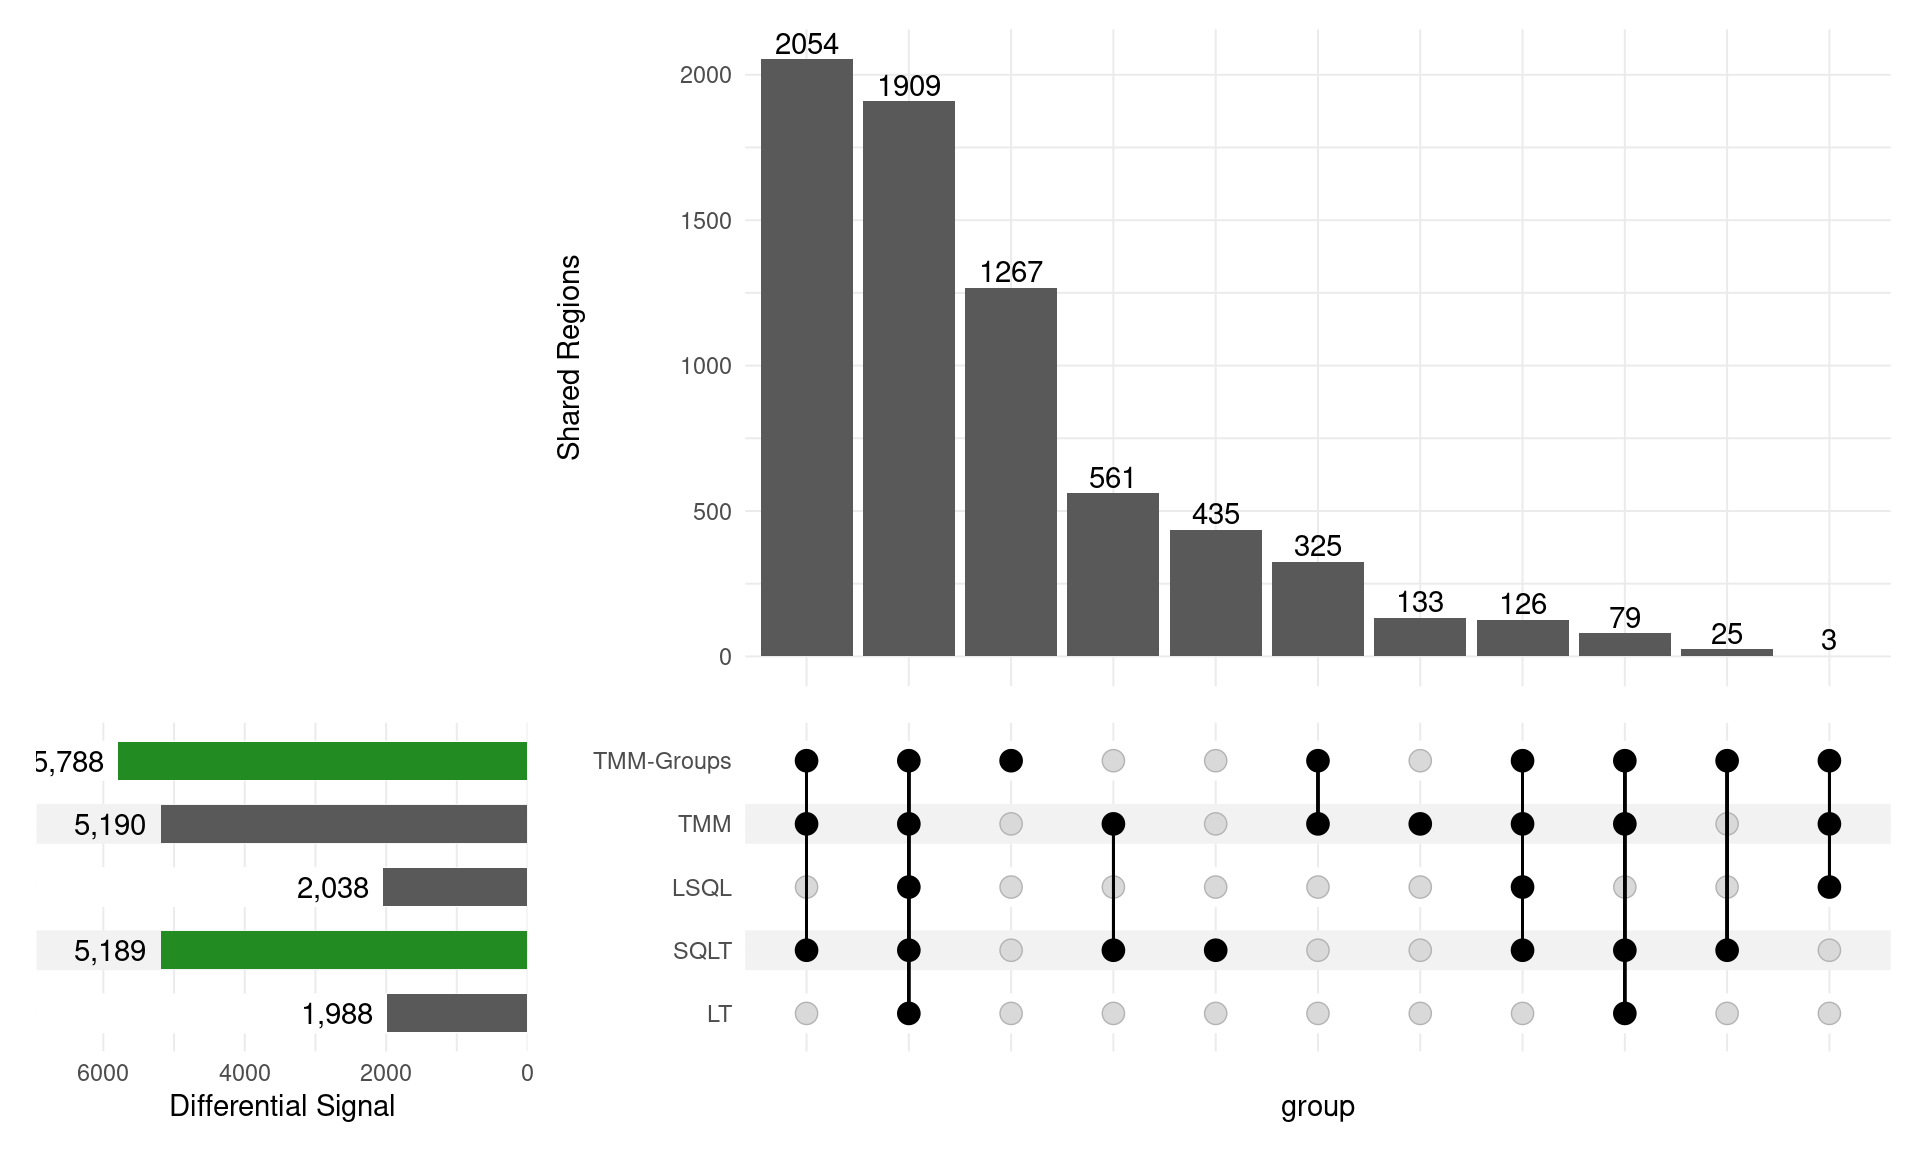 2054
1909
1267
561
435
325
133
126
79
25
3
2000
1500
1000
500
0
Shared Regions
5,788
5,190
2,038
5,189
1,988
6000 4000 2000 0
Differential Signal
TMM-Groups
TMM
LSQL
SQLT
LT
group